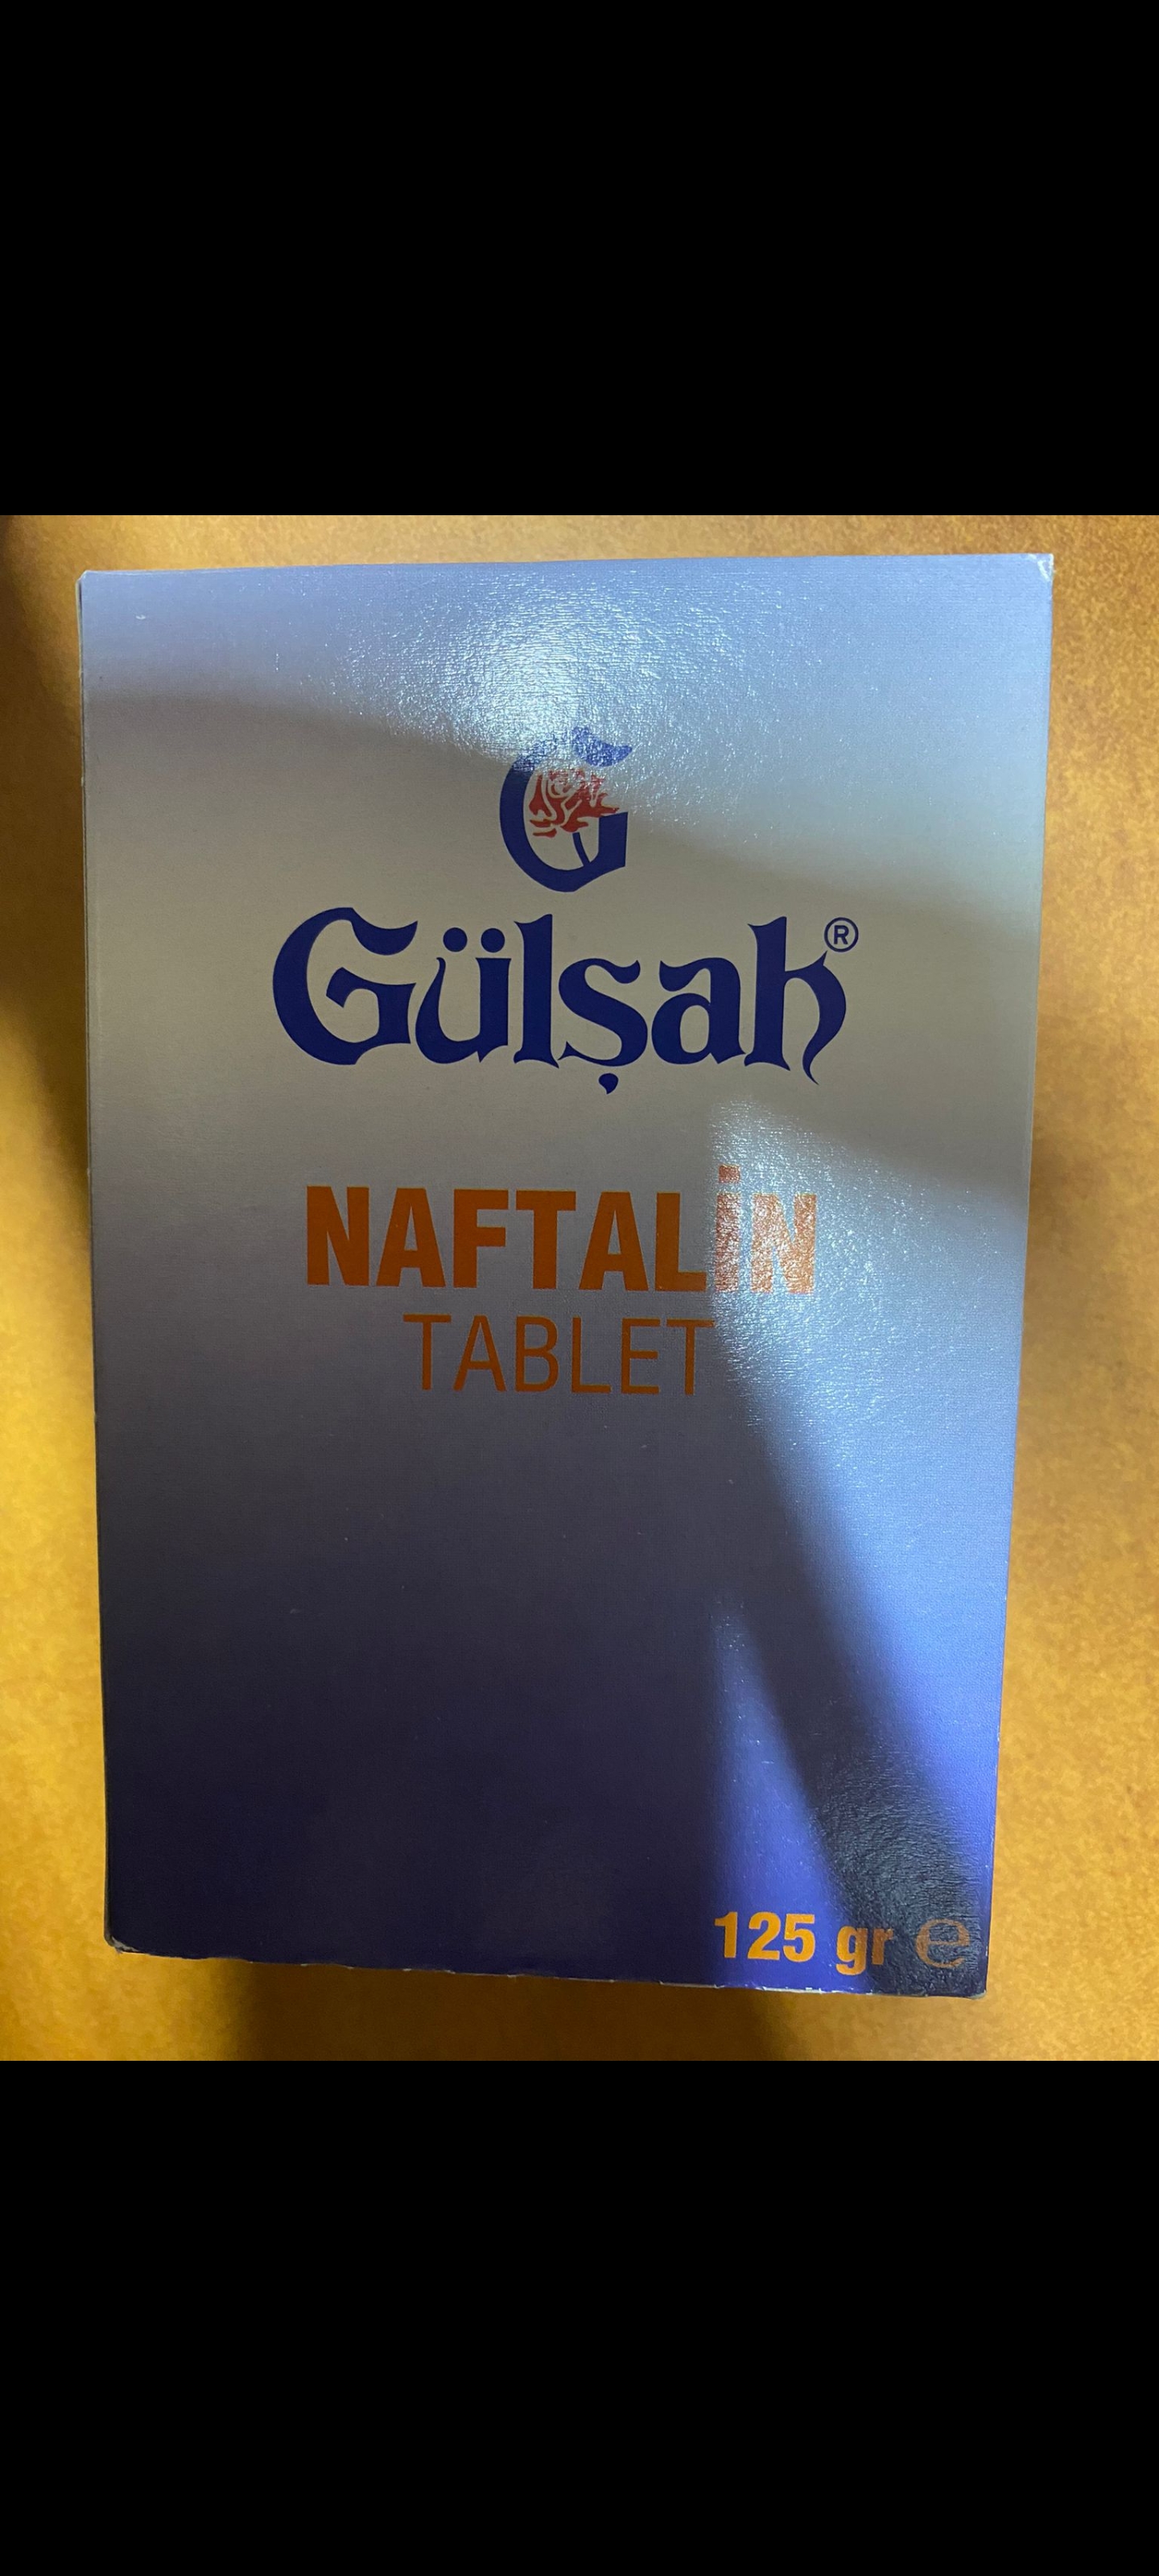 Gülşah®
NAFTALİN
TABLET
125 gr ℮